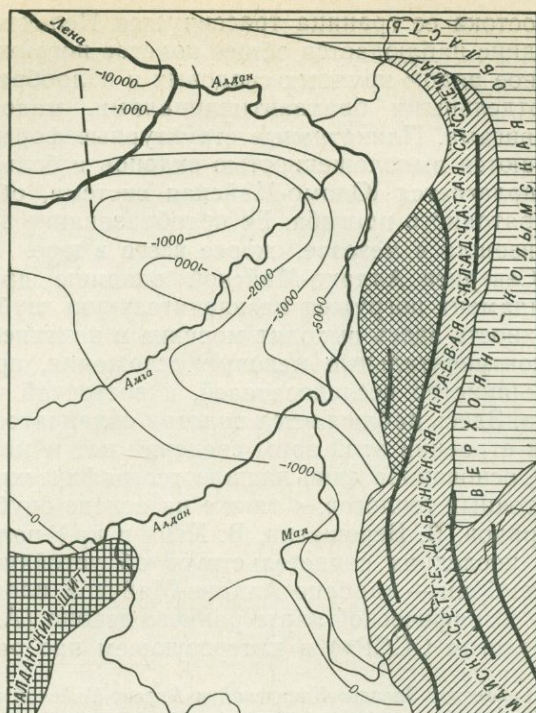 Лена
Алдан
-10000
-7000
-1000
-1000
-2000
-3000
-5000
Амга
-1000
Алдан
Мая
0
0
АЛДАНСКИЙ ЩИТ
МАЙСКО-СЕТТЕ-ДАБАНСКАЯ КРАЕВАЯ СКЛАДЧАТАЯ СИСТЕМА
ВЕРХОЯНО-КОЛЫМСКАЯ
ОБЛАСТЬ